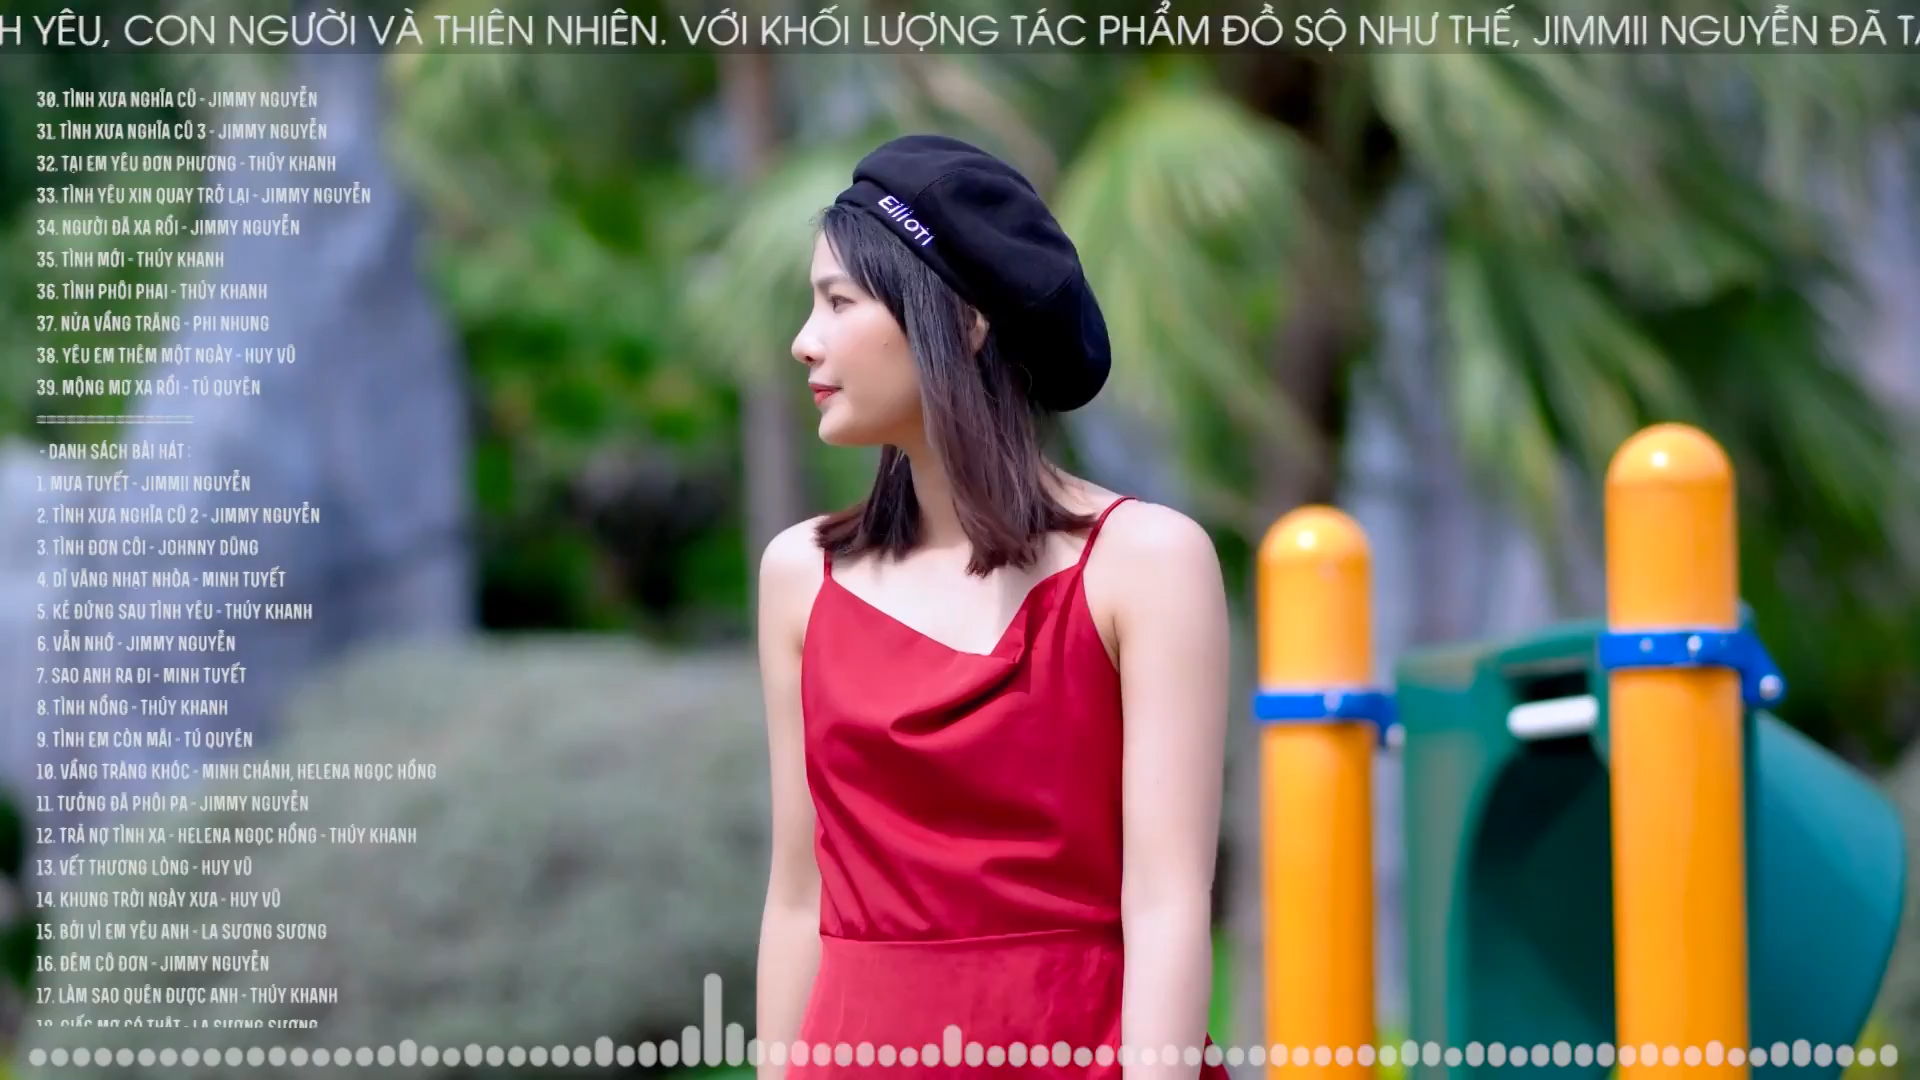 H YÊU, CON NGƯỜI VÀ THIÊN NHIÊN. VỚI KHỐI LƯỢNG TÁC PHẨM ĐỒ SỘ NHƯ THẾ, JIMMII NGUYỄN ĐÃ TA
30. TÌNH XƯA NGHĨA CŨ - JIMMY NGUYỄN
31. TÌNH XƯA NGHĨA CŨ 3 - JIMMY NGUYỄN
32. TẠI EM YÊU ĐƠN PHƯƠNG - THÚY KHANH
33. TÌNH YÊU XIN QUAY TRỞ LẠI - JIMMY NGUYỄN
34. NGƯỜI ĐÃ XA RỒI - JIMMY NGUYỄN
35. TÌNH MỚI - THÚY KHANH
36. TÌNH PHÔI PHAI - THÚY KHANH
37. NỬA VẦNG TRĂNG - PHI NHUNG
38. YÊU EM THÊM MỘT NGÀY - HUY VŨ
39. MỘNG MƠ XA RỒI - TÚ QUYÊN
================
- DANH SÁCH BÀI HÁT :
1. MƯA TUYẾT - JIMMII NGUYỄN
2. TÌNH XƯA NGHĨA CŨ 2 - JIMMY NGUYỄN
3. TÌNH ĐƠN CÔI - JOHNNY DŨNG
4. DĨ VÃNG NHẠT NHÒA - MINH TUYẾT
5. KẺ ĐỨNG SAU TÌNH YÊU - THÚY KHANH
6. VẪN NHỚ - JIMMY NGUYỄN
7. SAO ANH RA ĐI - MINH TUYẾT
8. TÌNH NỒNG - THÚY KHANH
9. TÌNH EM CÒN MÃI - TÚ QUYÊN
10. VẦNG TRĂNG KHÓC - MINH CHÁNH, HELENA NGỌC HỒNG
11. TƯỞNG ĐÃ PHÔI PA - JIMMY NGUYỄN
12. TRẢ NỢ TÌNH XA - HELENA NGỌC HỒNG - THÚY KHANH
13. VẾT THƯƠNG LÒNG - HUY VŨ
14. KHUNG TRỜI NGÀY XƯA - HUY VŨ
15. BỞI VÌ EM YÊU ANH - LA SƯƠNG SƯƠNG
16. ĐÊM CÔ ĐƠN - JIMMY NGUYỄN
17. LÀM SAO QUÊN ĐƯỢC ANH - THÚY KHANH
18. GIẤC MƠ CÓ THẬT - LA SƯƠNG SƯƠNG
EilioTi